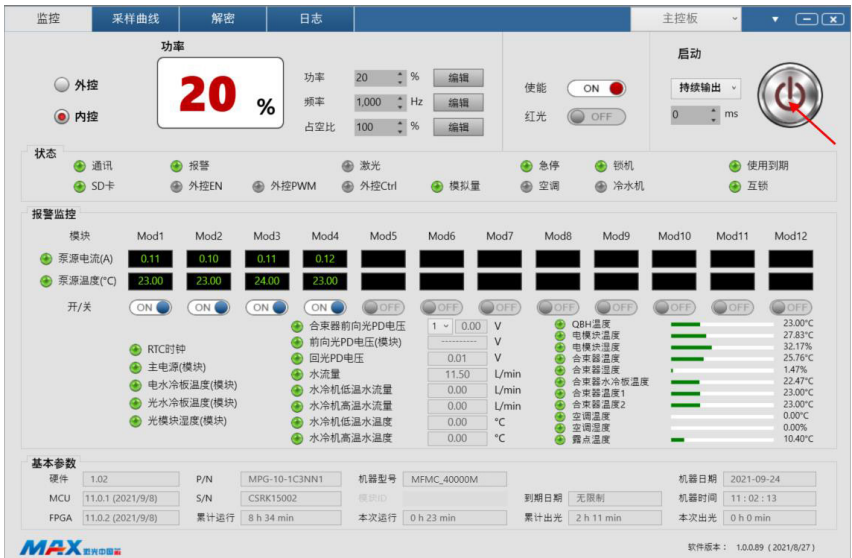 监控 采样曲线 解密 日志 主控板
功率 启动
外控 20 % 功率 20 % 编辑 使能 ON 持续输出
内控 频率 1,000 Hz 编辑 红光 OFF 0 ms
占空比 100 % 编辑
状态
通讯 报警 激光 急停 锁机 使用到期
SD卡 外控EN 外控PWM 外控Ctrl 模拟量 空调 冷水机 互锁
报警监控
模块 Mod1 Mod2 Mod3 Mod4 Mod5 Mod6 Mod7 Mod8 Mod9 Mod10 Mod11 Mod12
泵源电流(A) 0.11 0.10 0.11 0.12
泵源温度(°C) 23.00 23.00 24.00 23.00
开/关 ON ON ON ON OFF OFF OFF OFF OFF OFF OFF OFF
RTC时钟
主电源(模块)
电水冷板温度(模块)
光水冷板温度(模块)
光模块湿度(模块)
合束器前向光PD电压 1 0.00 V
前向光PD电压(模块) ---------- V
回光PD电压 0.01 V
水流量 11.50 L/min
水冷机低温水流量 0.00 L/min
水冷机高温水流量 0.00 L/min
水冷机低温水温度 0.00 °C
水冷机高温水温度 0.00 °C
QBH温度 23.00°C
电模块温度 27.83°C
电模块湿度 32.17%
合束器温度 25.76°C
合束器湿度 1.47%
合束器水冷板温度 22.47°C
合束器温度1 23.00°C
合束器温度2 23.00°C
空调温度 0.00°C
空调湿度 0.00%
露点温度 10.40°C
基本参数
硬件 1.02 P/N MPG-10-1C3NN1 机器型号 MFMC_40000M 机器日期 2021-09-24
MCU 11.0.1 (2021/9/8) S/N CSRK15002 模块ID 到期日期 无限制 机器时间 11:02:13
FPGA 11.0.2 (2021/9/8) 累计运行 8 h 34 min 本次运行 0 h 23 min 累计出光 2 h 11 min 本次出光 0 h 0 min
MAX 软件版本： 1.0.0.89 ( 2021/8/27 )